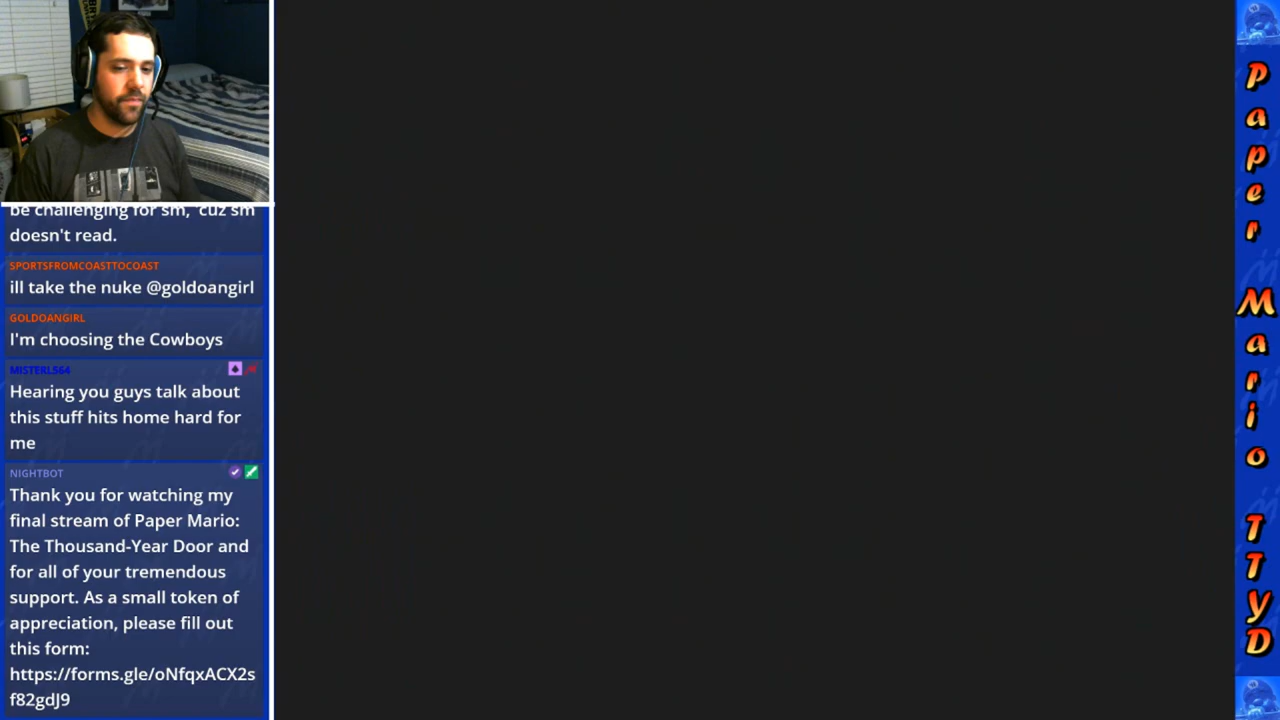 be challenging for sm, cuz sm
doesn't read.
SPORTSFROMCOASTTOCOAST
ill take the nuke @goldoangirl
GOLDOANGIRL
I'm choosing the Cowboys
MISTERLS64
Hearing you guys talk about
this stuff hits home hard for
me
NIGHTBOT
Thank you for watching my
final stream of Paper Mario:
The Thousand-Year Door and
for all of your tremendous
support. As a small token of
appreciation, please fill out
this form:
https://forms.gle/oNfqxACX2s
f82gdJ9
Paper Mario TTYD